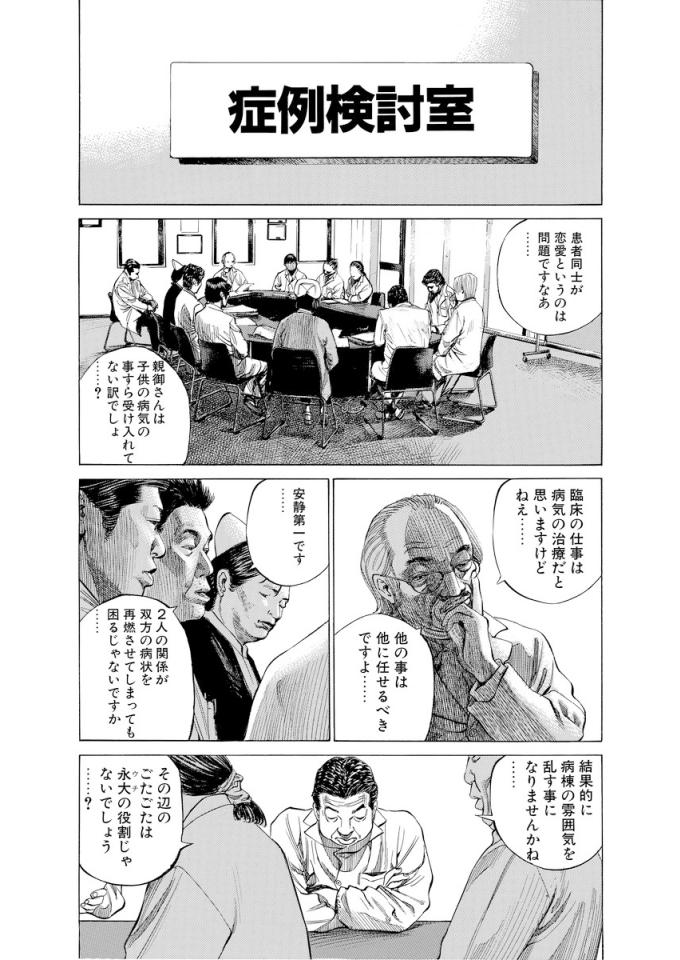 症例検討室
患者同士が
恋愛というのは
問題ですなあ
……
親御さんは
子供の病気の
事すら受け入れて
ない訳でしょ
……?
臨床の仕事は
病気の治療だと
思いますけど
ねえ……
他の事は
他に任せるべき
ですよ……
安静第一です
……
2人の関係が
双方の病状を
再燃させてしまっても
困るじゃないですか
……
結果的に
病棟の雰囲気を
乱す事に
なりませんかね
その辺の
ごたごたは
永大の役割じゃ
ウチ
ないでしょう
……?